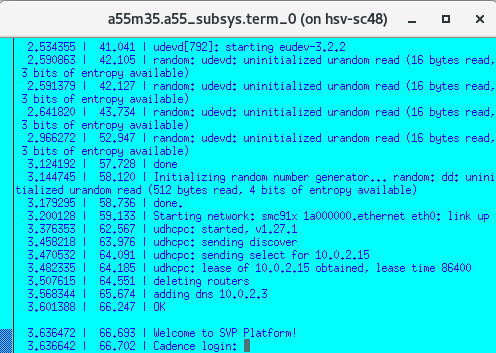 a55m35.a55_subsys.term_0 (on hsv-sc48)
2.534355 | 41.041 | udevd[792]: starting eudev-3.2.2
2.590863 | 42.105 | random: udevd: uninitialized urandom read (16 bytes read,
3 bits of entropy available)
2.591379 | 42.127 | random: udevd: uninitialized urandom read (16 bytes read,
3 bits of entropy available)
2.641820 | 43.734 | random: udevd: uninitialized urandom read (16 bytes read,
3 bits of entropy available)
2.966272 | 52.947 | random: udevd: uninitialized urandom read (16 bytes read,
3 bits of entropy available)
3.124192 | 57.728 | done
3.144745 | 58.120 | Initializing random number generator... random: dd: unini
tialized urandom read (512 bytes read, 4 bits of entropy available)
3.179295 | 58.736 | done.
3.200128 | 59.133 | Starting network: smc91x 1a000000.ethernet eth0: link up
3.376353 | 62.567 | udhcpc: started, v1.27.1
3.458218 | 63.976 | udhcpc: sending discover
3.470532 | 64.091 | udhcpc: sending select for 10.0.2.15
3.482335 | 64.185 | udhcpc: lease of 10.0.2.15 obtained, lease time 86400
3.507615 | 64.551 | deleting routers
3.568344 | 65.674 | adding dns 10.0.2.3
3.601388 | 66.247 | OK
3.636472 | 66.693 | Welcome to SVP Platform!
3.636642 | 66.702 | Cadence login: